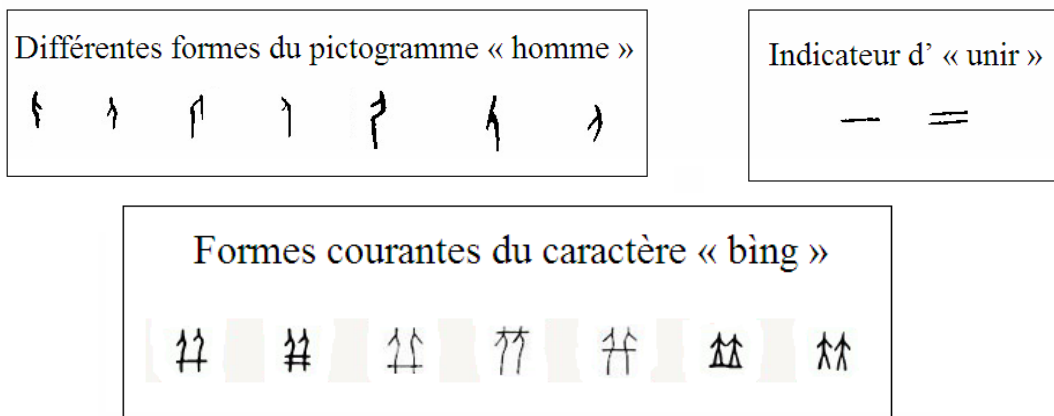 Différentes formes du pictogramme « homme »
Indicateur d' « unir »
Formes courantes du caractère « bìng »